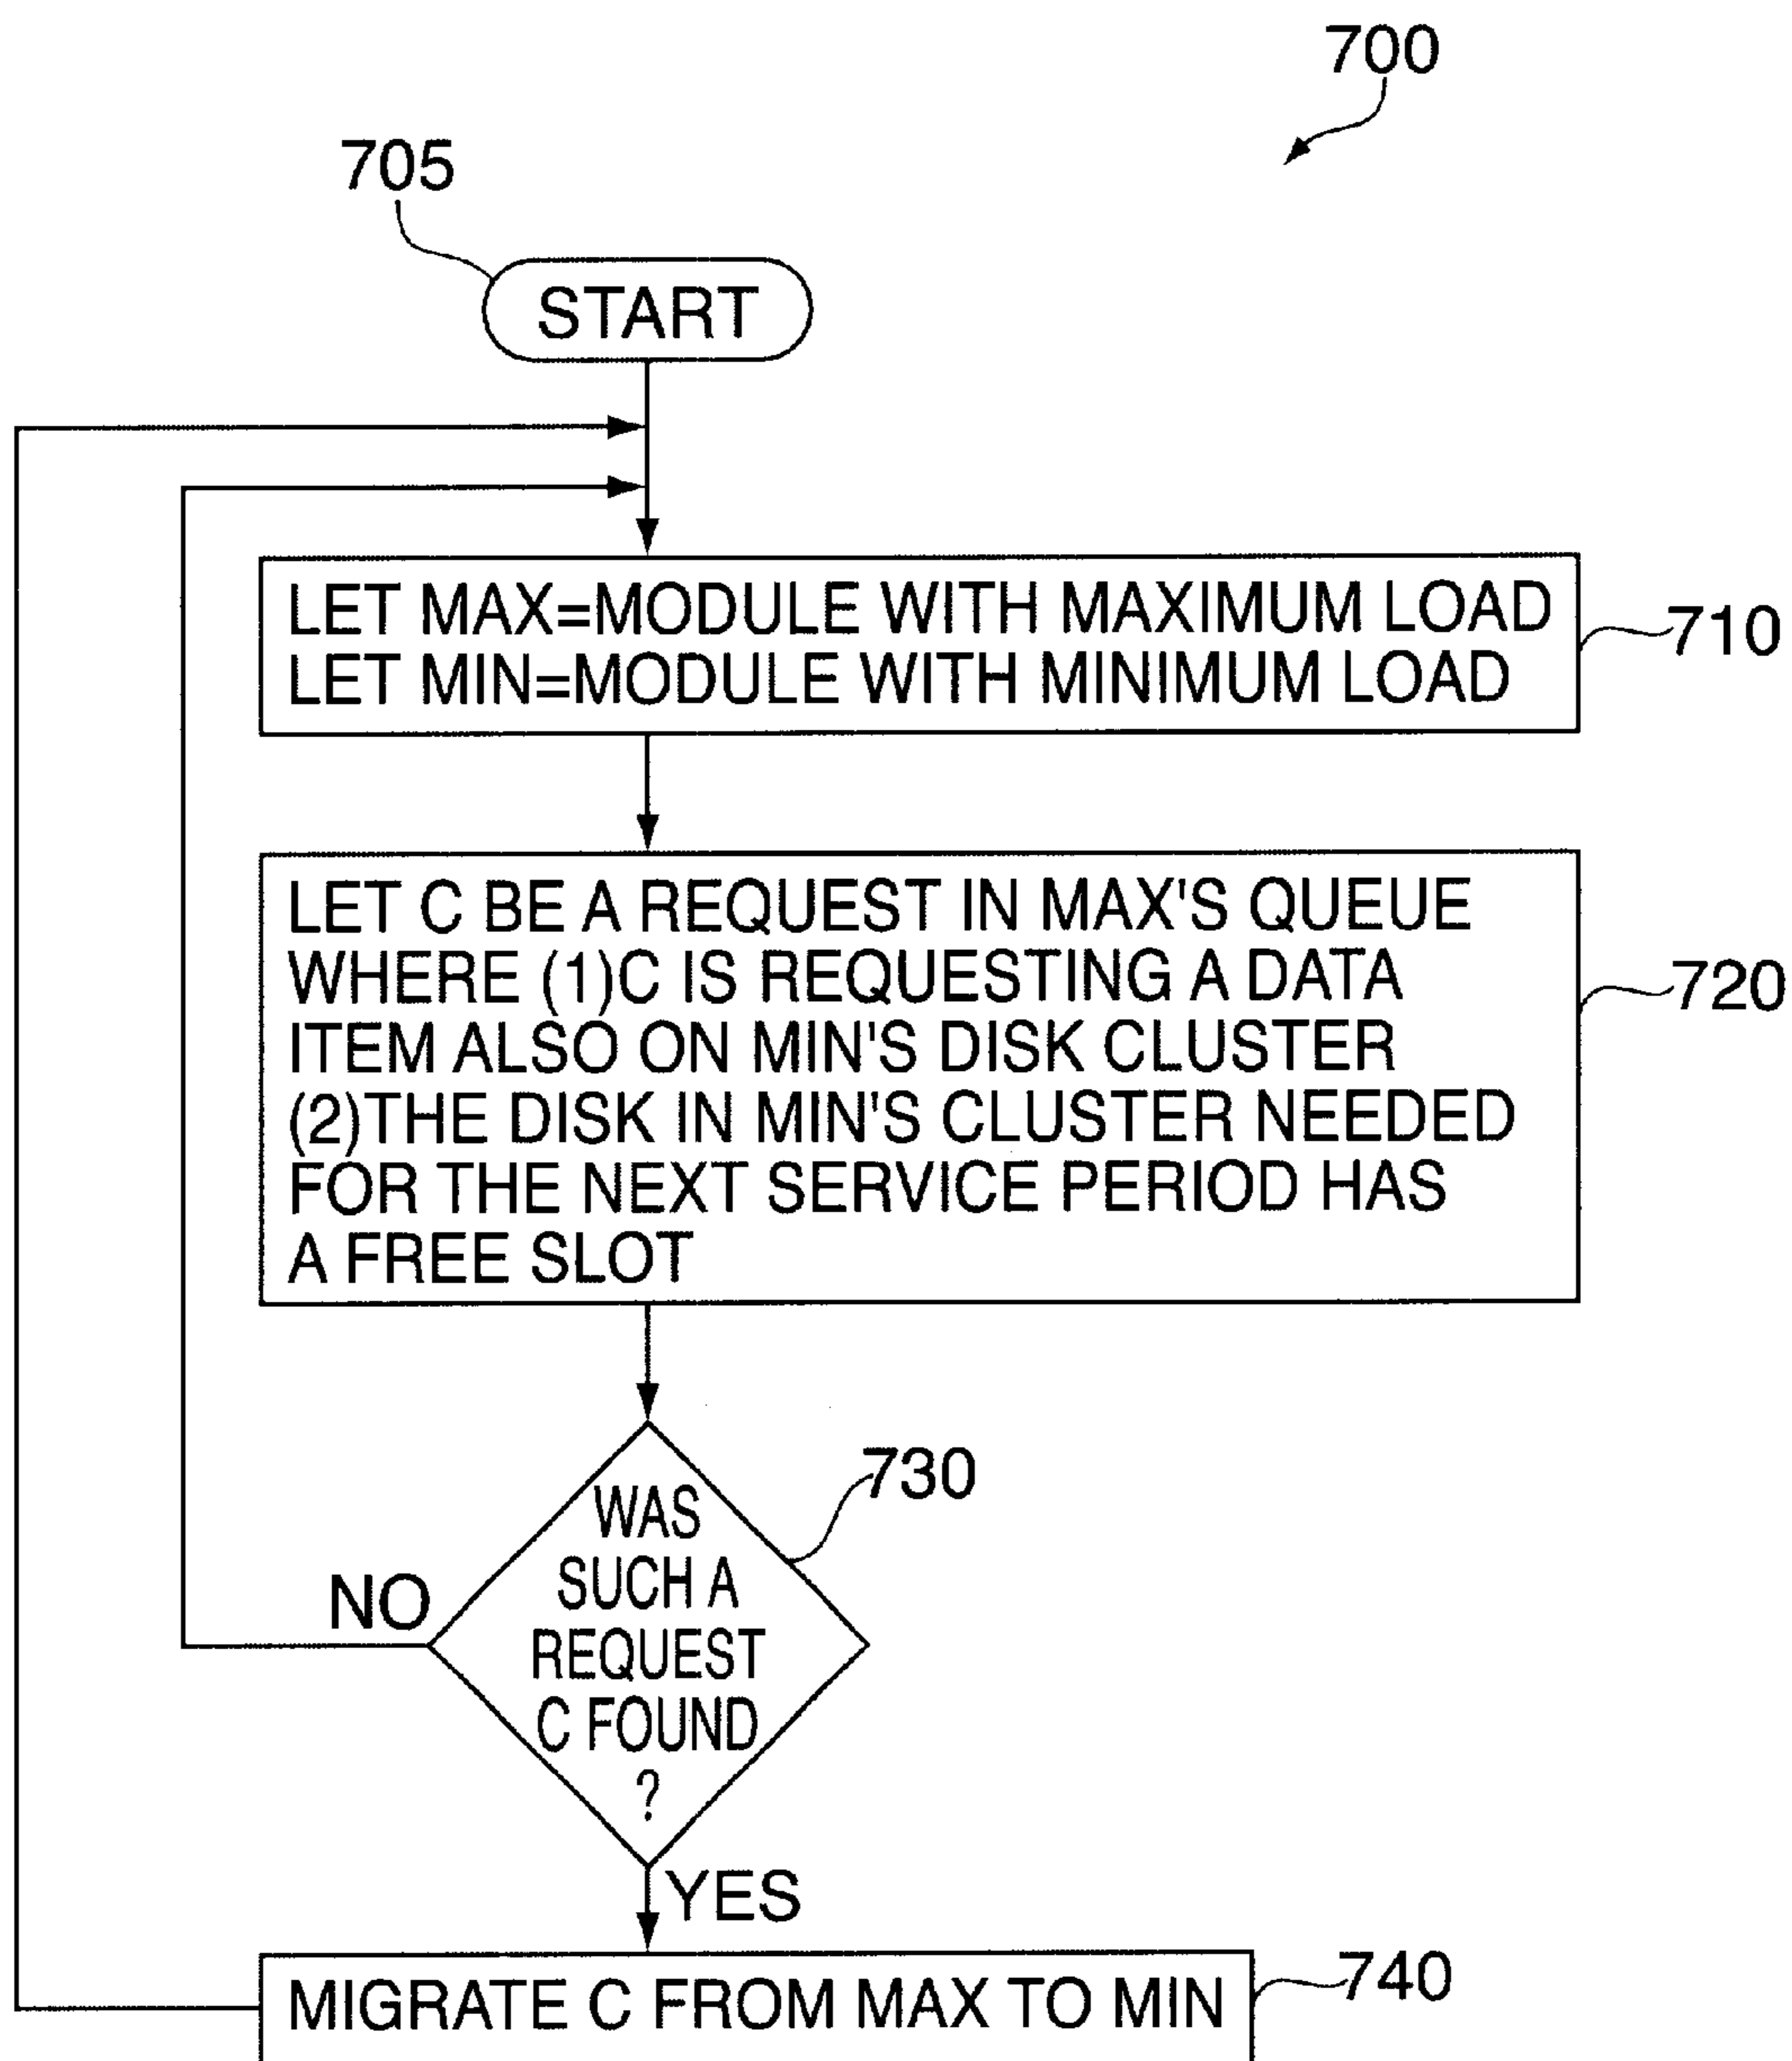 700
705
START
LET MAX=MODULE WITH MAXIMUM LOAD
LET MIN=MODULE WITH MINIMUM LOAD
710
LET C BE A REQUEST IN MAX'S QUEUE
WHERE (1)C IS REQUESTING A DATA
ITEM ALSO ON MIN'S DISK CLUSTER
(2)THE DISK IN MIN'S CLUSTER NEEDED
FOR THE NEXT SERVICE PERIOD HAS
A FREE SLOT
720
730
WAS
SUCH A
REQUEST
C FOUND
?
NO
YES
MIGRATE C FROM MAX TO MIN
740